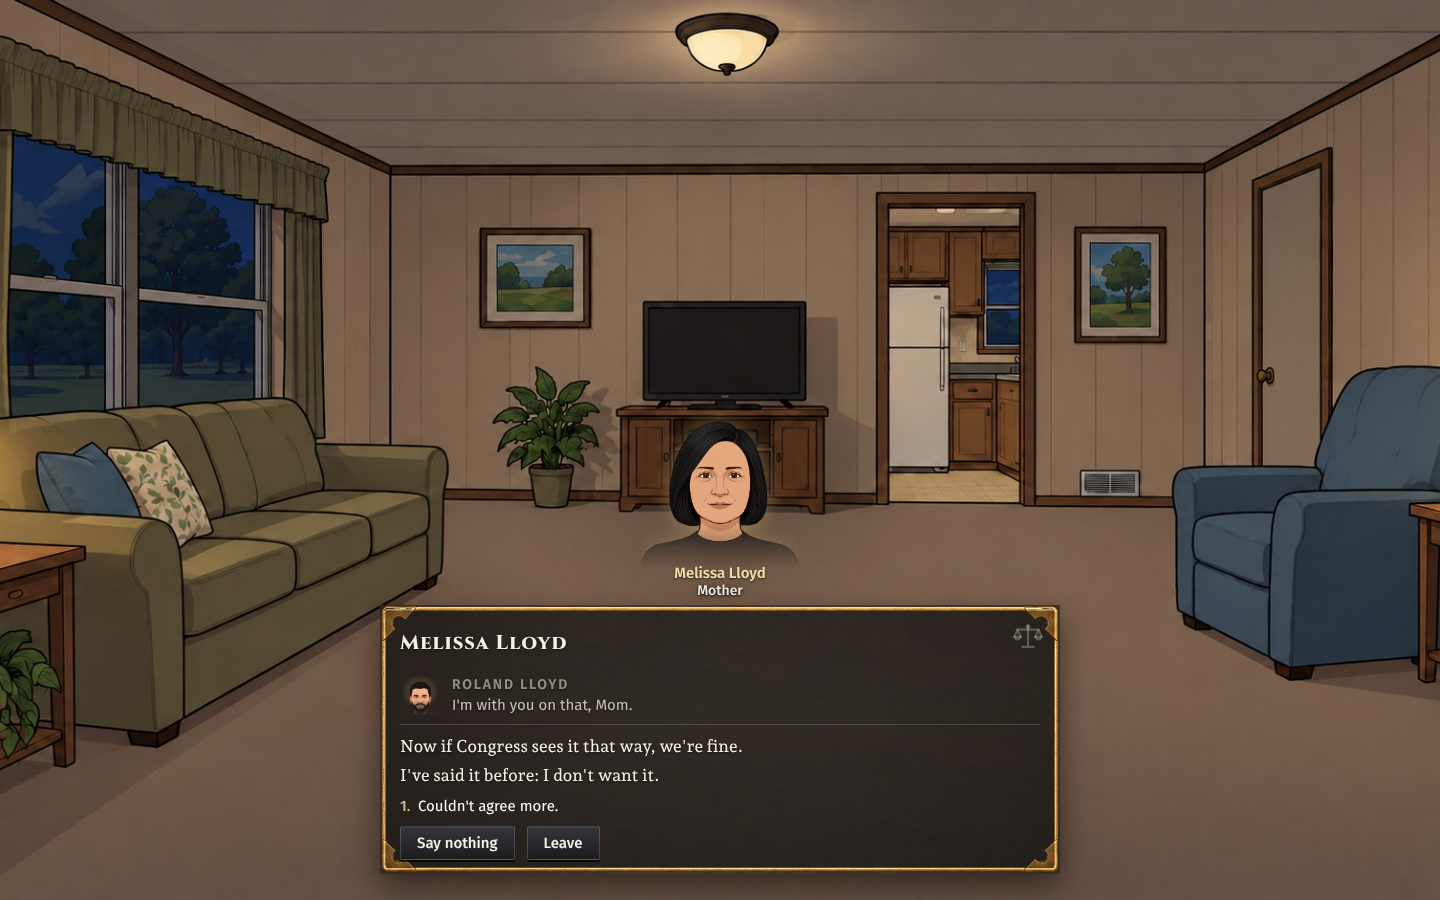 Melissa Lloyd
Mother
MELISSA LLOYD
ROLAND LLOYD
I'm with you on that, Mom.
Now if Congress sees it that way, we're fine.
I've said it before: I don't want it.
1. Couldn't agree more.
Say nothing
Leave